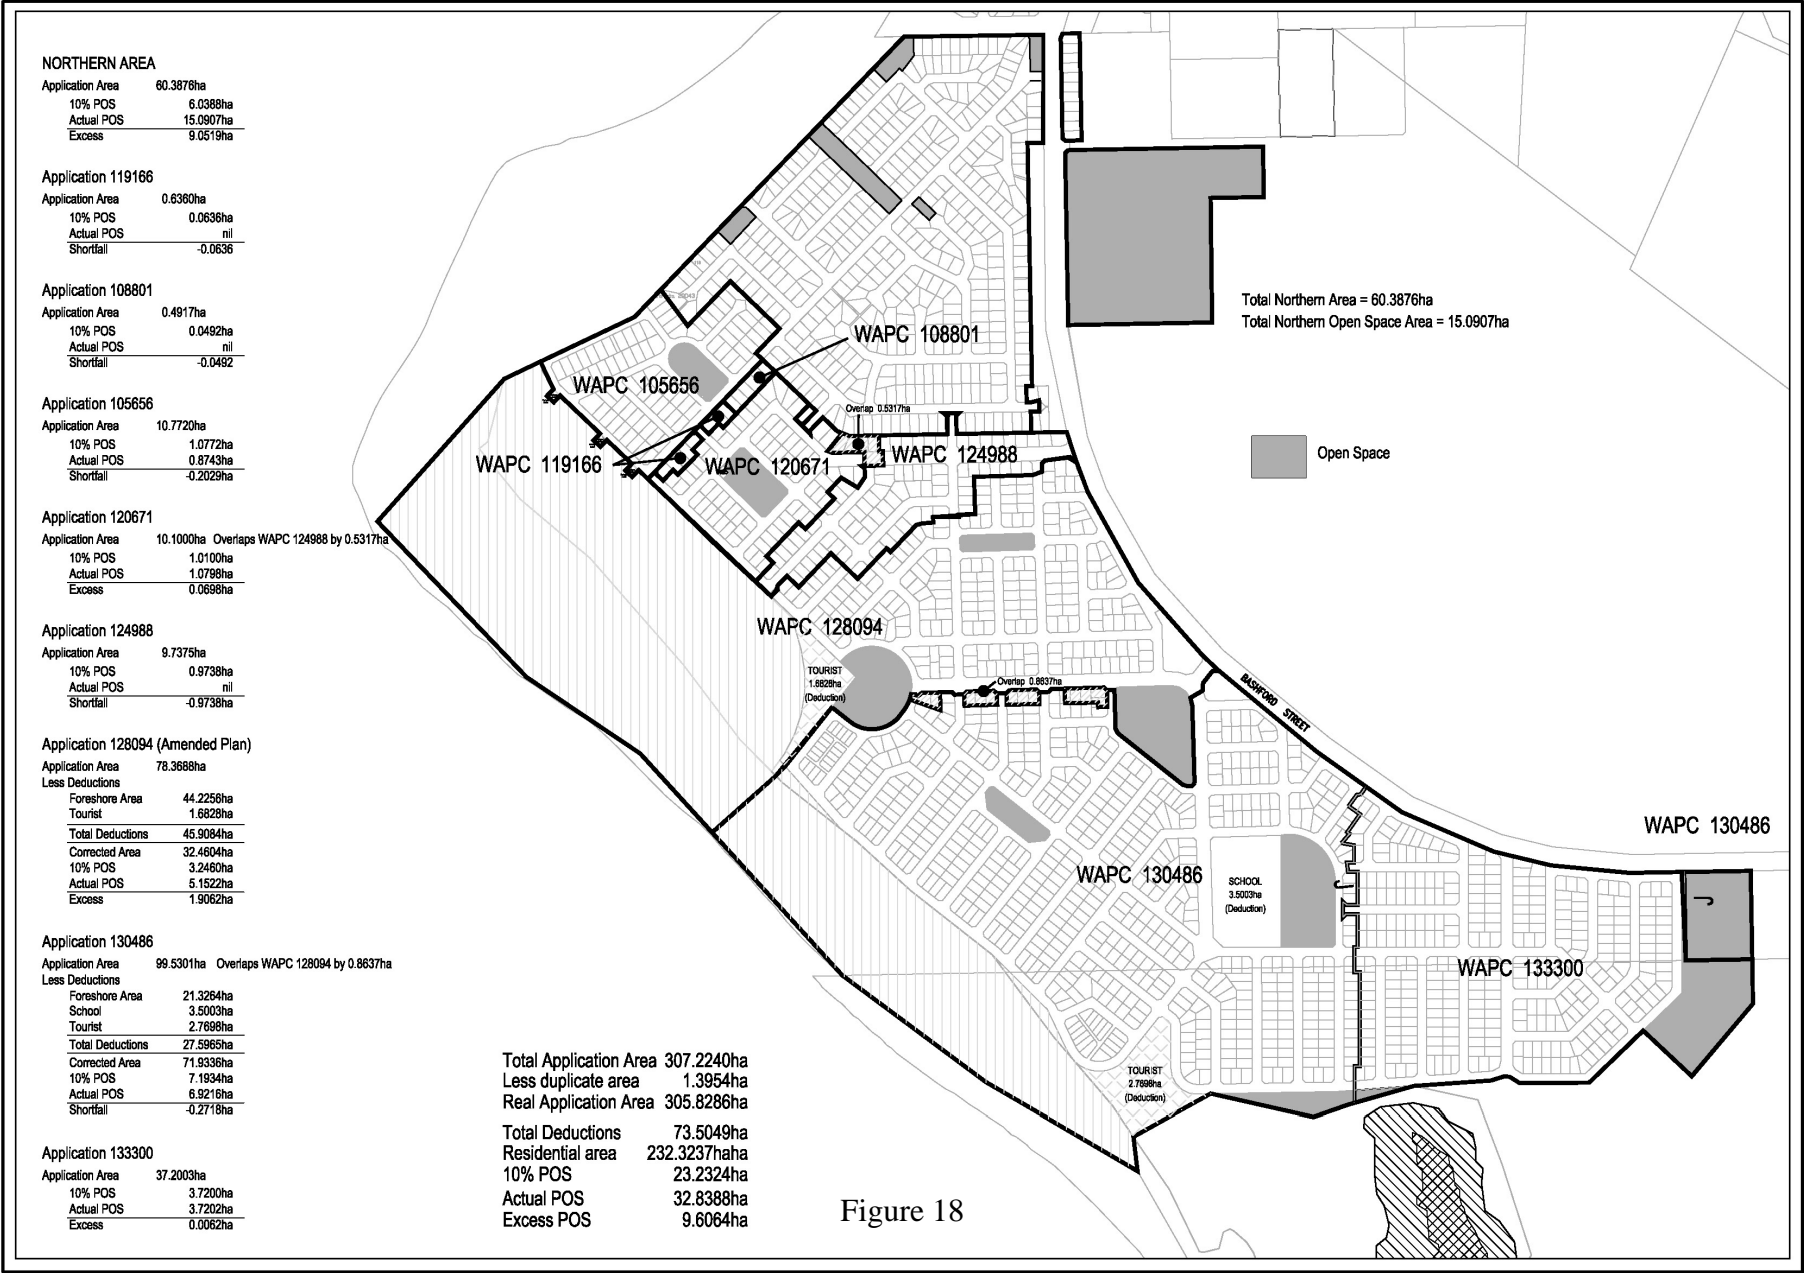 NORTHERN AREA
Application Area 60.3876ha
10% POS 6.0388ha
Actual POS 15.0907ha
Excess 9.0519ha
Application 119166
Application Area 0.6360ha
10% POS 0.0636ha
Actual POS nil
Shortfall -0.0636
Application 108801
Application Area 0.4917ha
10% POS 0.0492ha
Actual POS nil
Shortfall -0.0492
Application 105656
Application Area 10.7720ha
10% POS 1.0772ha
Actual POS 0.8743ha
Shortfall -0.2029ha
Application 120671
Application Area 10.1000ha Overlaps WAPC 124988 by 0.5317ha
10% POS 1.0100ha
Actual POS 1.0798ha
Excess 0.0698ha
Application 124988
Application Area 9.7375ha
10% POS 0.9738ha
Actual POS nil
Shortfall -0.9738ha
Application 128094 (Amended Plan)
Application Area 78.3688ha
Less Deductions
Foreshore Area 44.2256ha
Tourist 1.6828ha
Total Deductions 45.9084ha
Corrected Area 32.4604ha
10% POS 3.2460ha
Actual POS 5.1522ha
Excess 1.9062ha
Application 130486
Application Area 99.5301ha Overlaps WAPC 128094 by 0.8637ha
Less Deductions
Foreshore Area 21.3264ha
School 3.5003ha
Tourist 2.7698ha
Total Deductions 27.5965ha
Corrected Area 71.9336ha
10% POS 7.1934ha
Actual POS 6.9216ha
Shortfall -0.2718ha
Application 133300
Application Area 37.2003ha
10% POS 3.7200ha
Actual POS 3.7202ha
Excess 0.0062ha
Total Application Area 307.2240ha
Less duplicate area 1.3954ha
Real Application Area 305.8286ha
Total Deductions 73.5049ha
Residential area 232.3237haha
10% POS 23.2324ha
Actual POS 32.8388ha
Excess POS 9.6064ha
Figure 18
Total Northern Area = 60.3876ha
Total Northern Open Space Area = 15.0907ha
Open Space
WAPC 108801
WAPC 105656
Overlap 0.5317ha
WAPC 119166
WAPC 120671
WAPC 124988
WAPC 128094
TOURIST
1.6828ha
(Deduction)
Overlap 0.8637ha
BASHFORD STREET
WAPC 130486
WAPC 130486
SCHOOL
3.5003ha
(Deduction)
WAPC 133300
TOURIST
2.7698ha
(Deduction)